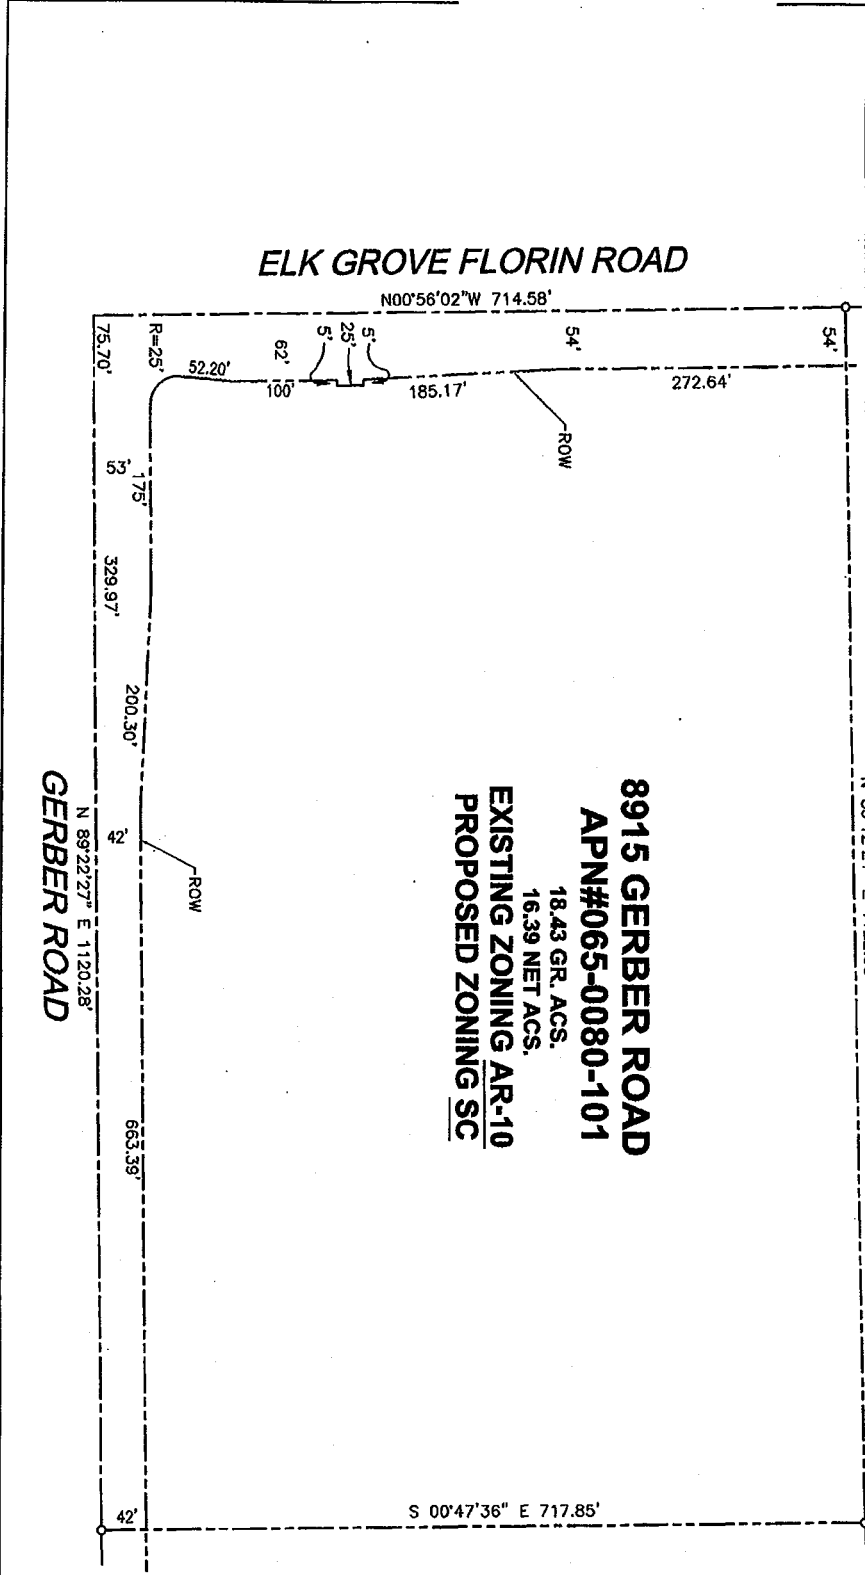 ELK GROVE FLORIN ROAD
N00°56'02"W 714.58'
75.70'
R=25'
52.20'
62'
100'
5'
25'
5'
185.17'
54'
272.64'
54'
ROW
53'
175'
329.97'
200.30'
42'
ROW
N 89°22'27" E 1120.28'
GERBER ROAD
663.39'
8915 GERBER ROAD
APN#065-0080-101
18.43 GR. ACS.
16.39 NET ACS.
EXISTING ZONING AR-10
PROPOSED ZONING SC
42'
S 00°47'36" E 717.85'